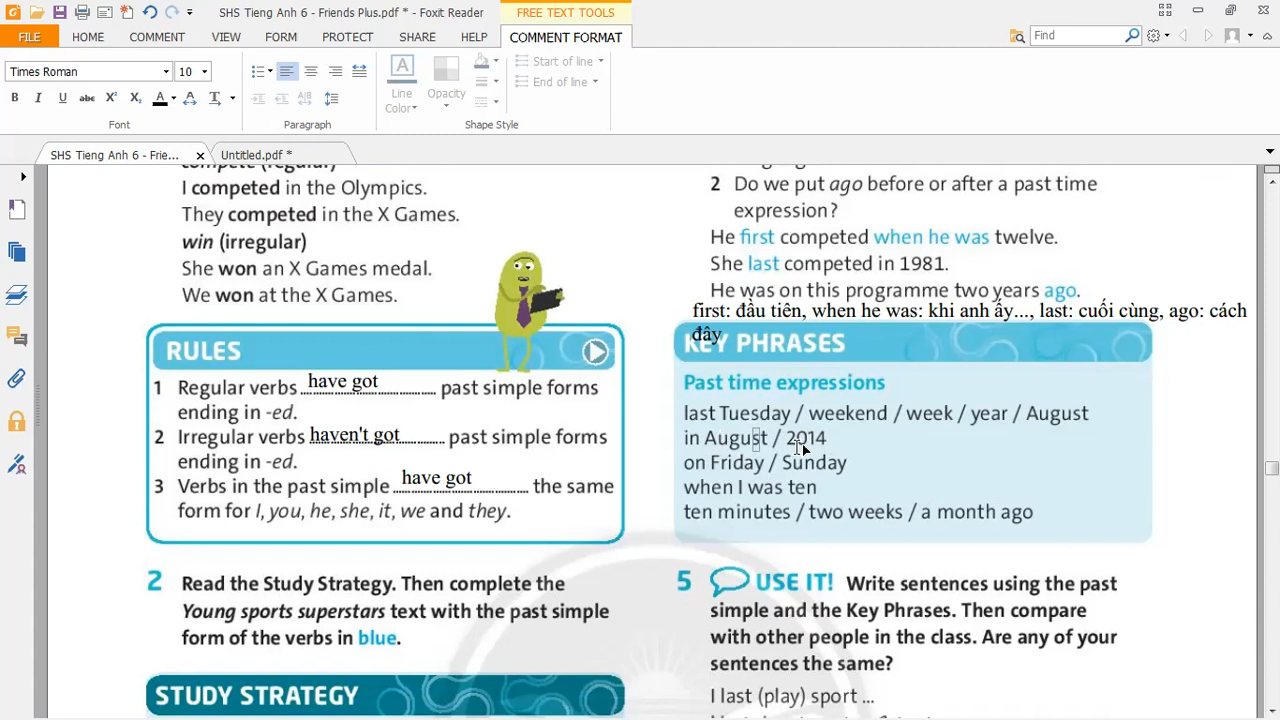 SHS Tieng Anh 6 - Friends Plus.pdf * - Foxit Reader
FREE TEXT TOOLS
FILE HOME COMMENT VIEW FORM PROTECT SHARE HELP COMMENT FORMAT
Find
Times Roman 10
Line Color
Opacity
Start of line
End of line
Font
Paragraph
Shape Style
SHS Tieng Anh 6 - Frie... x
Untitled.pdf *
compete (regular)
I competed in the Olympics.
They competed in the X Games.
win (irregular)
She won an X Games medal.
We won at the X Games.
RULES
1 Regular verbs have got past simple forms
ending in -ed.
2 Irregular verbs haven't got past simple forms
ending in -ed.
3 Verbs in the past simple have got the same
form for I, you, he, she, it, we and they.
2 Read the Study Strategy. Then complete the
Young sports superstars text with the past simple
form of the verbs in blue.
STUDY STRATEGY
2 Do we put ago before or after a past time
expression?
He first competed when he was twelve.
She last competed in 1981.
He was on this programme two years ago.
first: đầu tiên, when he was: khi anh ấy..., last: cuối cùng, ago: cách
đây
KEY PHRASES
Past time expressions
last Tuesday / weekend / week / year / August
in August / 2014
on Friday / Sunday
when I was ten
ten minutes / two weeks / a month ago
5 USE IT! Write sentences using the past
simple and the Key Phrases. Then compare
with other people in the class. Are any of your
sentences the same?
I last (play) sport ...